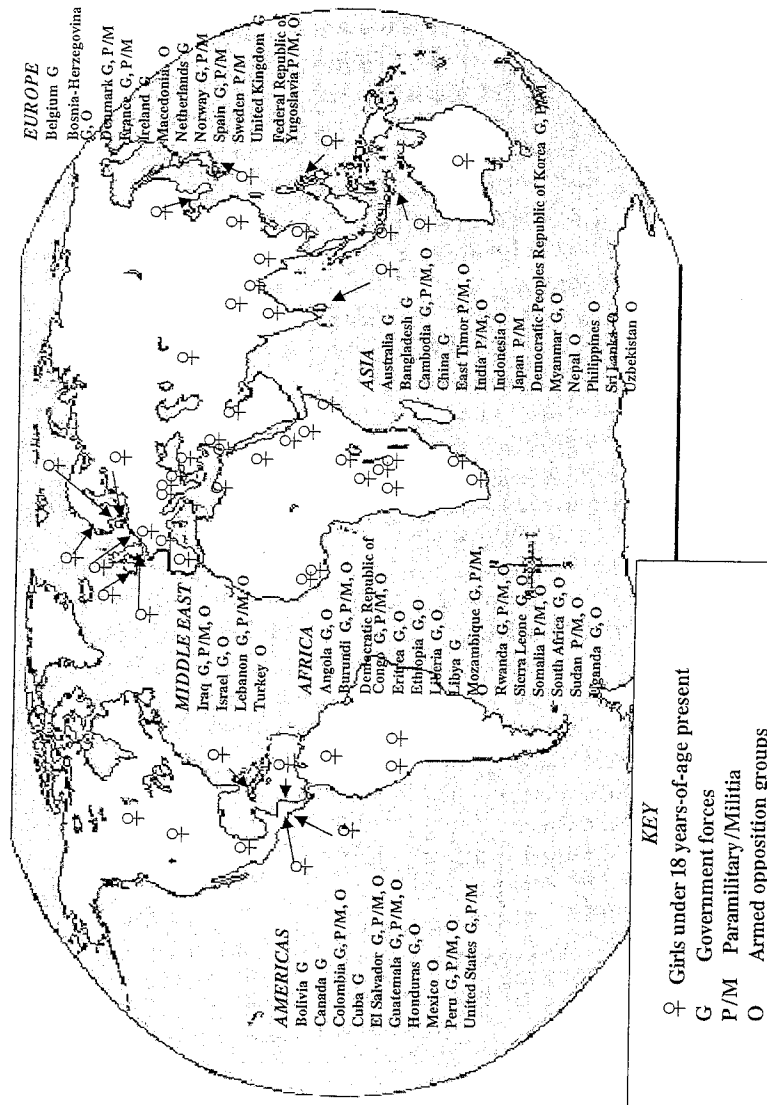 AMERICAS
Bolivia G
Canada G
Colombia G, P/M, O
Cuba G
El Salvador G, P/M, O
Guatemala G, P/M, O
Honduras G, O
Mexico O
Peru G, P/M, O
United States G, P/M
MIDDLE EAST
Iraq G, P/M, O
Israel G, O
Lebanon G, P/M, O
Turkey O
AFRICA
Angola G, O
Burundi G, P/M, O
Democratic Republic of
Congo G, P/M, O
Eritrea G, O
Ethiopia G, O
Liberia G, O
Libya G
Mozambique G, P/M,
O
Rwanda G, P/M, O
Sierra Leone G, O
Somalia P/M, O
South Africa G, O
Sudan P/M, O
Uganda G, O
ASIA
Australia G
Bangladesh G
Cambodia G, P/M, O
China G
East Timor P/M, O
India P/M, O
Indonesia O
Japan P/M
Democratic Peoples Republic of Korea G, P/M
Myanmar G, O
Nepal O
Philippines O
Sri Lanka O
Uzbekistan O
EUROPE
Belgium G
Bosnia-Herzegovina
G, O
Denmark G, P/M
France G, P/M
Ireland G
Macedonia O
Netherlands G
Norway G, P/M
Spain G, P/M
Sweden P/M
United Kingdom G
Federal Republic of
Yugoslavia P/M, O
KEY
♀ Girls under 18 years-of-age present
G Government forces
P/M Paramilitary/Militia
O Armed opposition groups